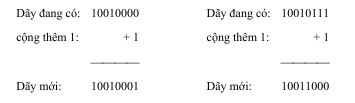 Dãy đang có: 10010000
cộng thêm 1: + 1
Dãy mới: 10010001
Dãy đang có: 10010111
cộng thêm 1: + 1
Dãy mới: 10011000